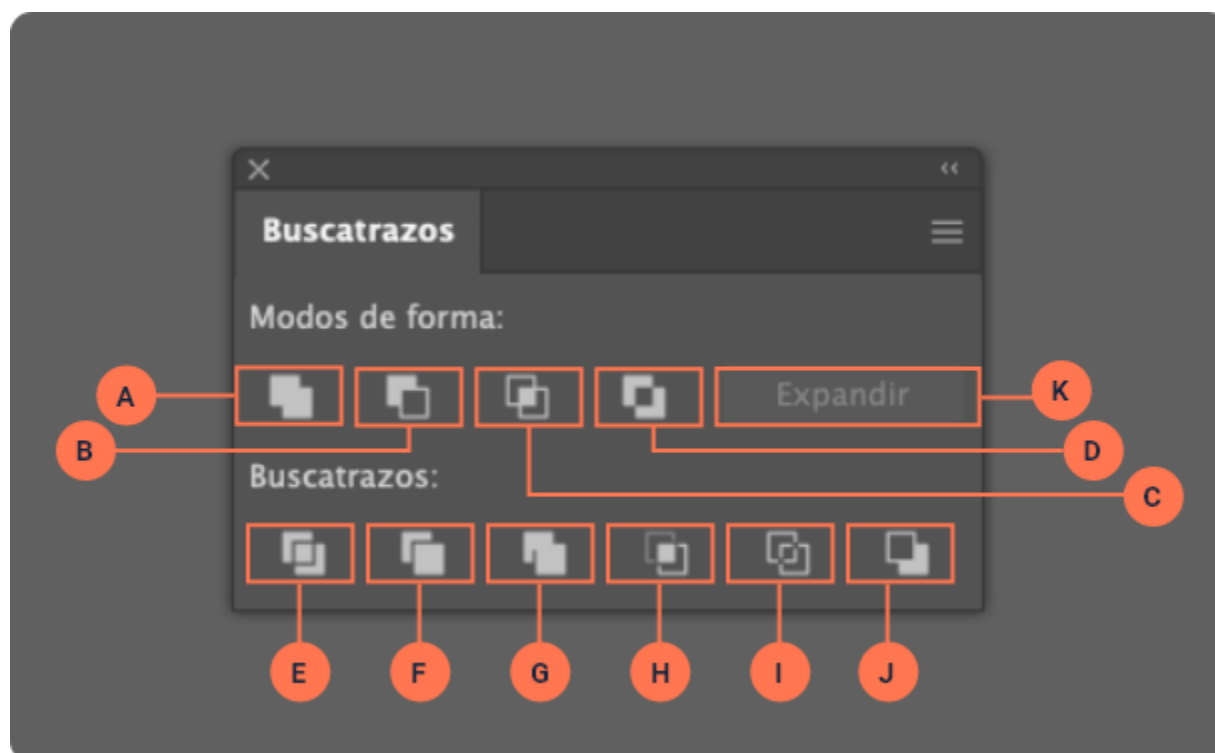 Buscatrazos
Modos de forma:
A
Expandir
K
B
D
Buscatrazos:
C
E
F
G
H
I
J